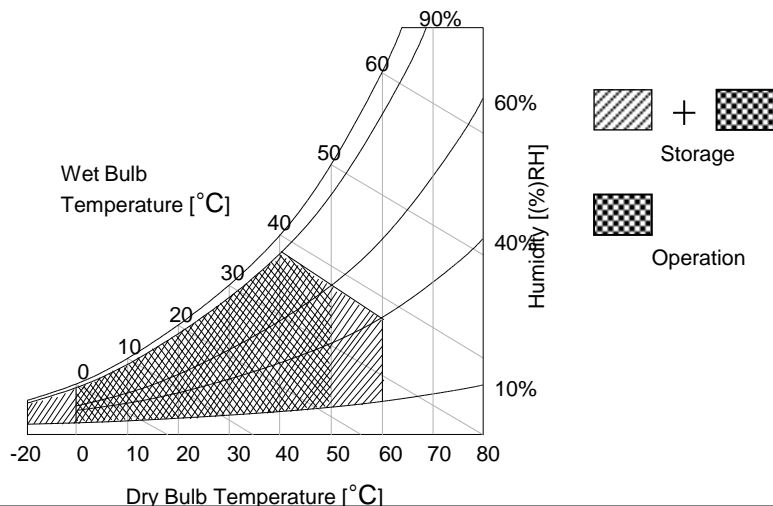 90%
60
60%
50
Wet Bulb
Temperature [°C]
Humidity [(%)RH]
+
Storage
40
40%
Operation
30
20
10
0
10%
-20 0 10 20 30 40 50 60 70 80
Dry Bulb Temperature [°C]